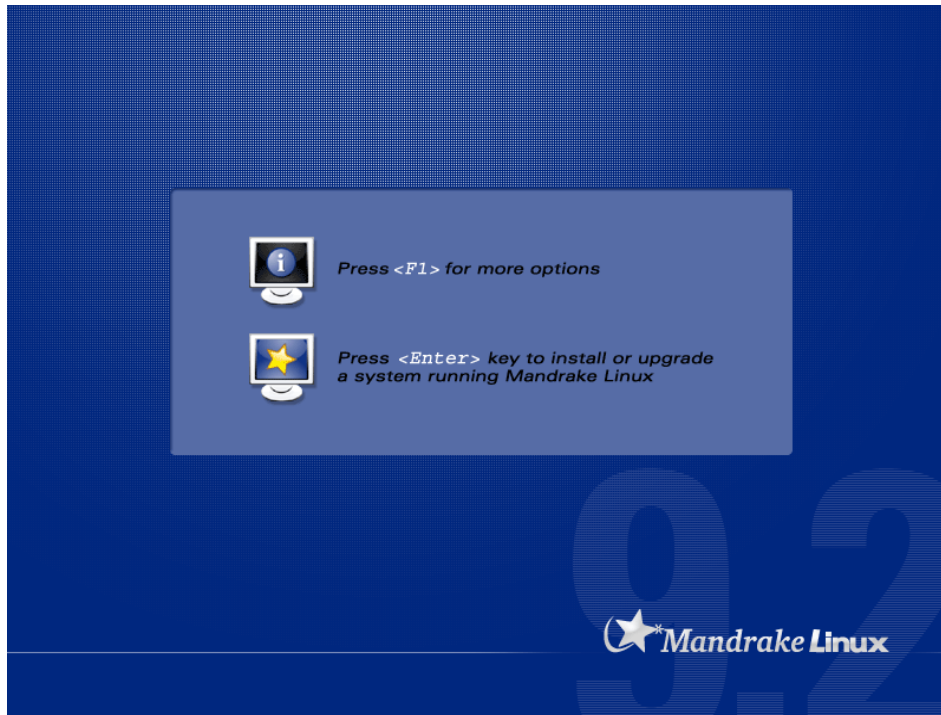 i
Press <F1> for more options
Press <Enter> key to install or upgrade
a system running Mandrake Linux
9.2
Mandrake Linux